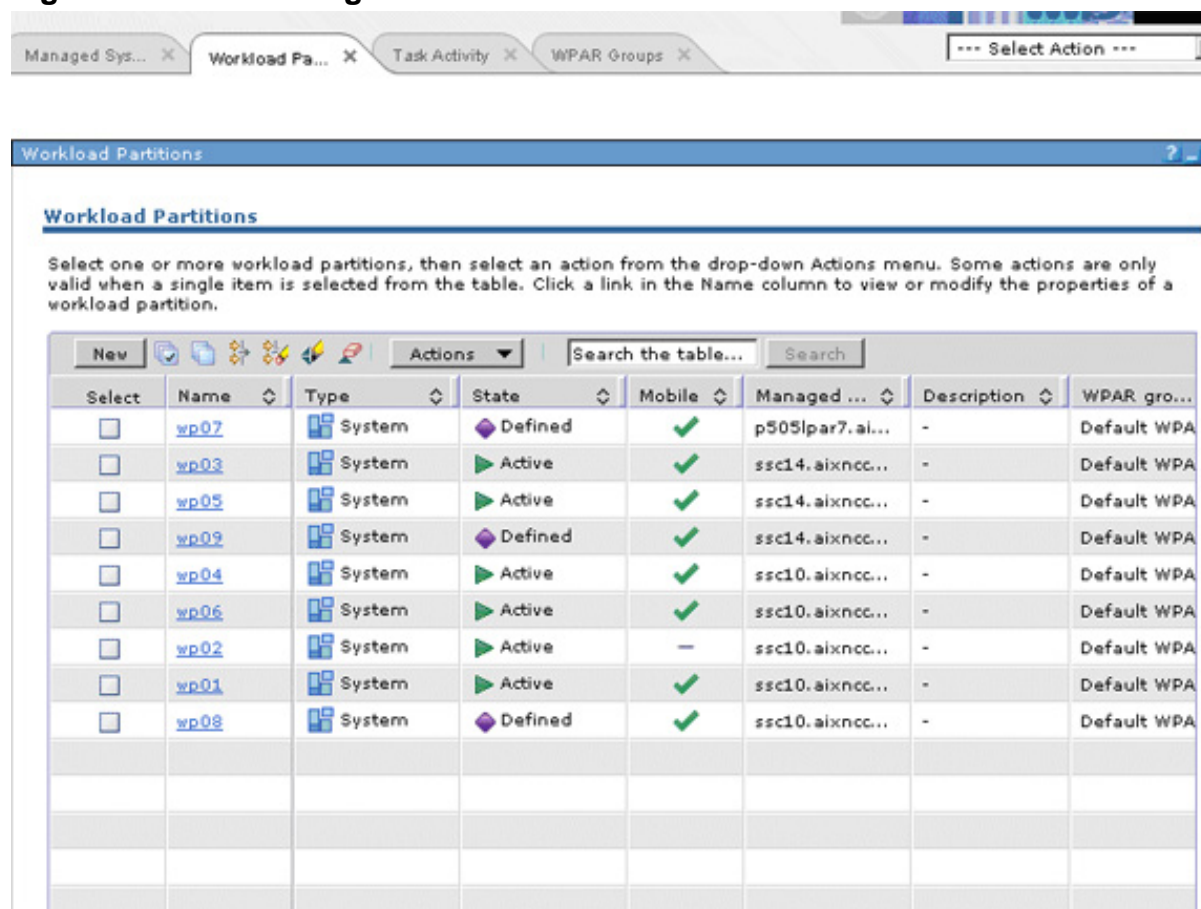 Managed Sys... Workload Pa... X Task Activity X WPAR Groups X --- Select Action ---
Workload Partitions ?
Workload Partitions
Select one or more workload partitions, then select an action from the drop-down Actions menu. Some actions are only
valid when a single item is selected from the table. Click a link in the Name column to view or modify the properties of a
workload partition.
New Actions Search the table... Search
Select Name Type State Mobile Managed ... Description WPAR gro...
wp07 System Defined p505lpar7.ai... - Default WPA
wp03 System Active ssc14.aixncc... - Default WPA
wp05 System Active ssc14.aixncc... - Default WPA
wp09 System Defined ssc14.aixncc... - Default WPA
wp04 System Active ssc10.aixncc... - Default WPA
wp06 System Active ssc10.aixncc... - Default WPA
wp02 System Active — ssc10.aixncc... - Default WPA
wp01 System Active ssc10.aixncc... - Default WPA
wp08 System Defined ssc10.aixncc... - Default WPA